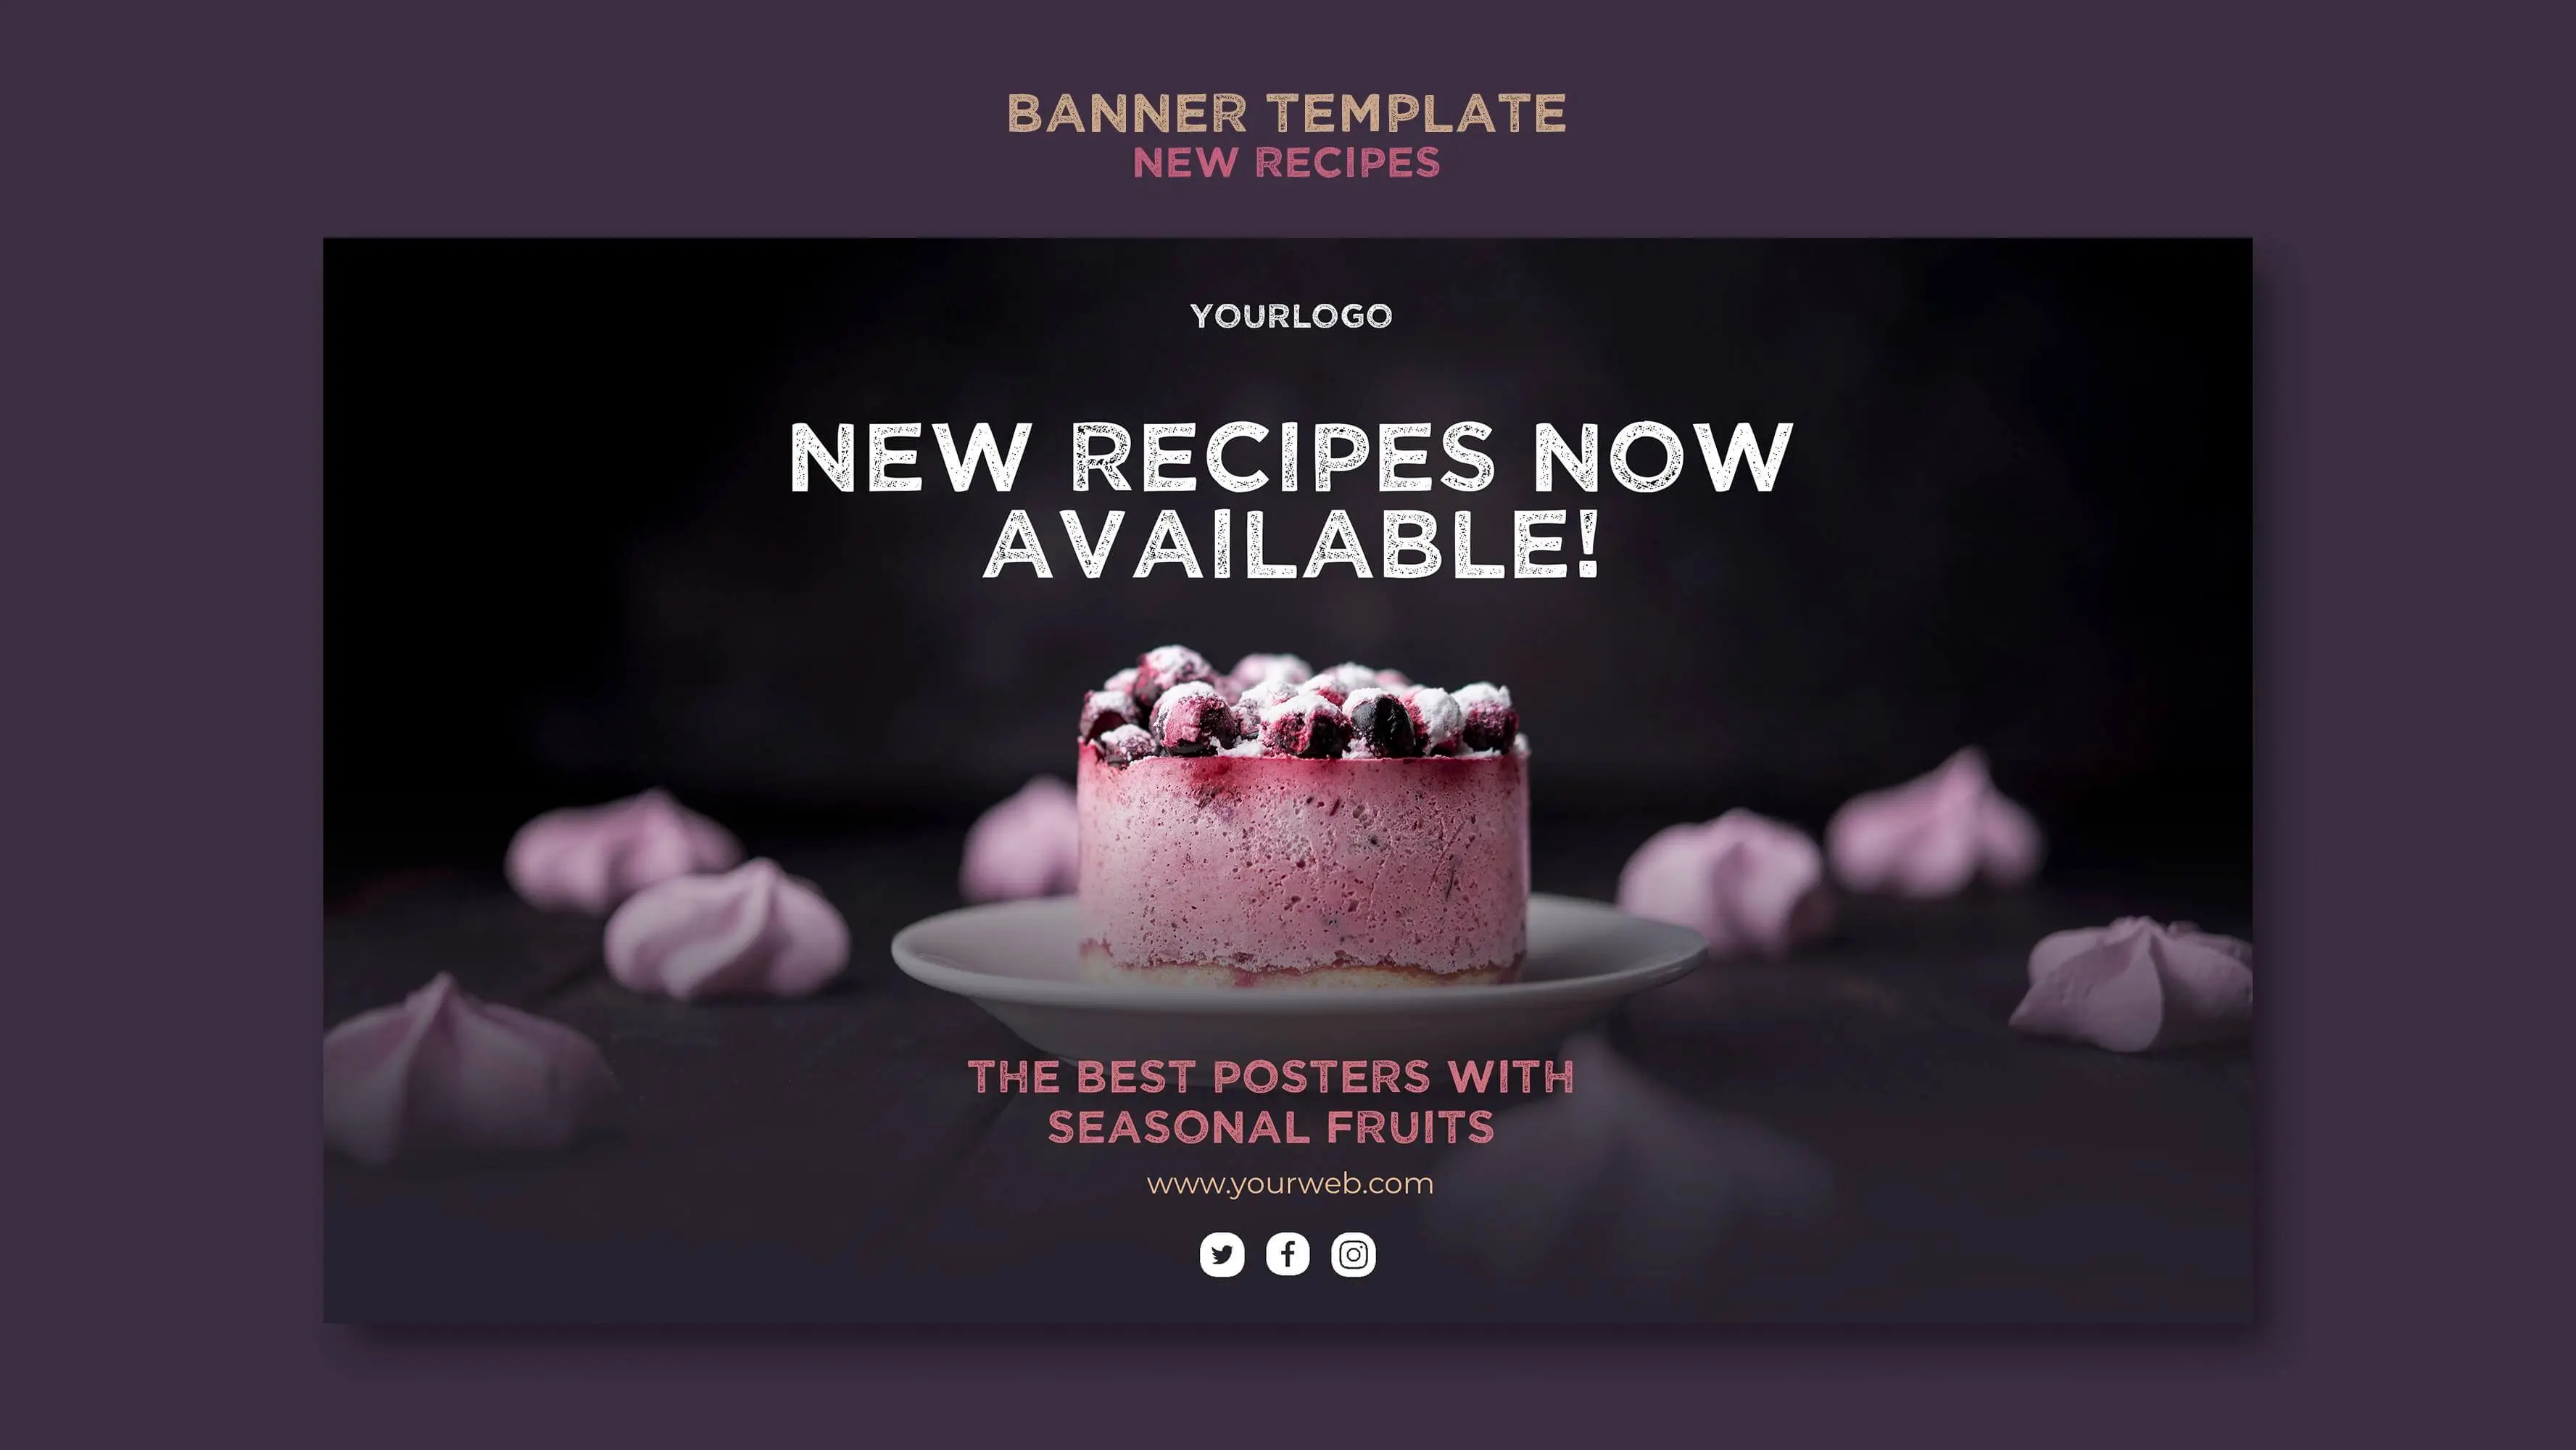 BANNER TEMPLATE
NEW RECIPES
YOURLOGO
NEW RECIPES NOW
AVAILABLE!
THE BEST POSTERS WITH
SEASONAL FRUITS
www.yourweb.com